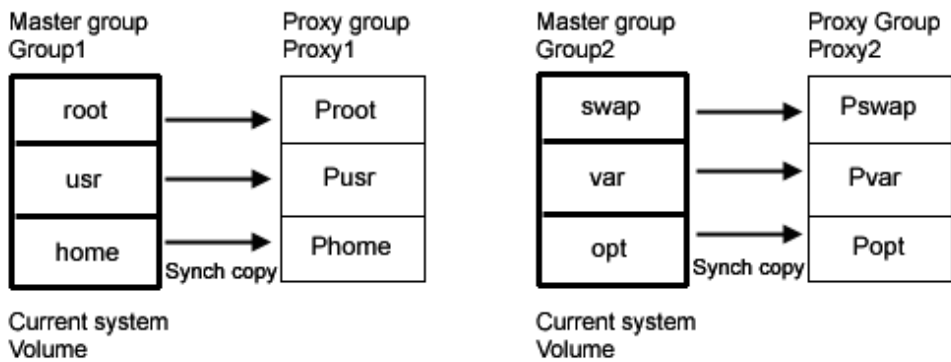 Master group
Group1
Proxy group
Proxy1
root
Proot
usr
Pusr
home
Phome
Synch copy
Current system
Volume
Master group
Group2
Proxy Group
Proxy2
swap
Pswap
var
Pvar
opt
Popt
Synch copy
Current system
Volume